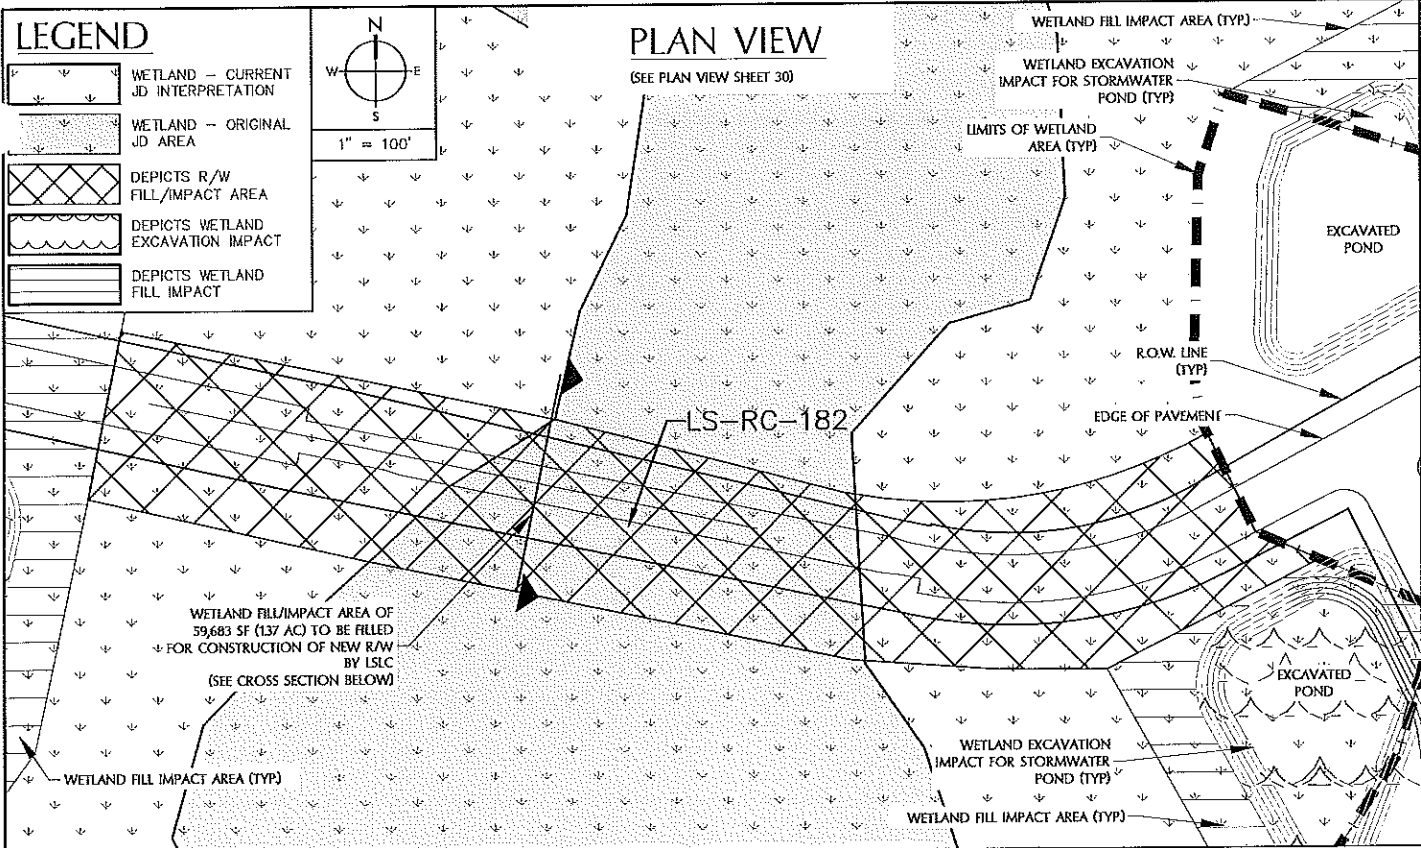 LEGEND
WETLAND - CURRENT
JD INTERPRETATION
WETLAND - ORIGINAL
JD AREA
DEPICTS R/W
FILL/IMPACT AREA
DEPICTS WETLAND
EXCAVATION IMPACT
DEPICTS WETLAND
FILL IMPACT
N
W E
S
1" = 100'
PLAN VIEW
(SEE PLAN VIEW SHEET 30)
WETLAND FILL IMPACT AREA (TYP.)
WETLAND EXCAVATION
IMPACT FOR STORMWATER
POND (TYP)
LIMITS OF WETLAND
AREA (TYP)
EXCAVATED
POND
R.O.W. LINE
(TYP)
EDGE OF PAVEMENT
LS-RC-182
WETLAND FILL/IMPACT AREA OF
59,683 SF (1.37 AC) TO BE FILLED
FOR CONSTRUCTION OF NEW R/W
BY LSLC
(SEE CROSS SECTION BELOW)
WETLAND FILL IMPACT AREA (TYP.)
EXCAVATED
POND
WETLAND EXCAVATION
IMPACT FOR STORMWATER
POND (TYP)
WETLAND FILL IMPACT AREA (TYP.)